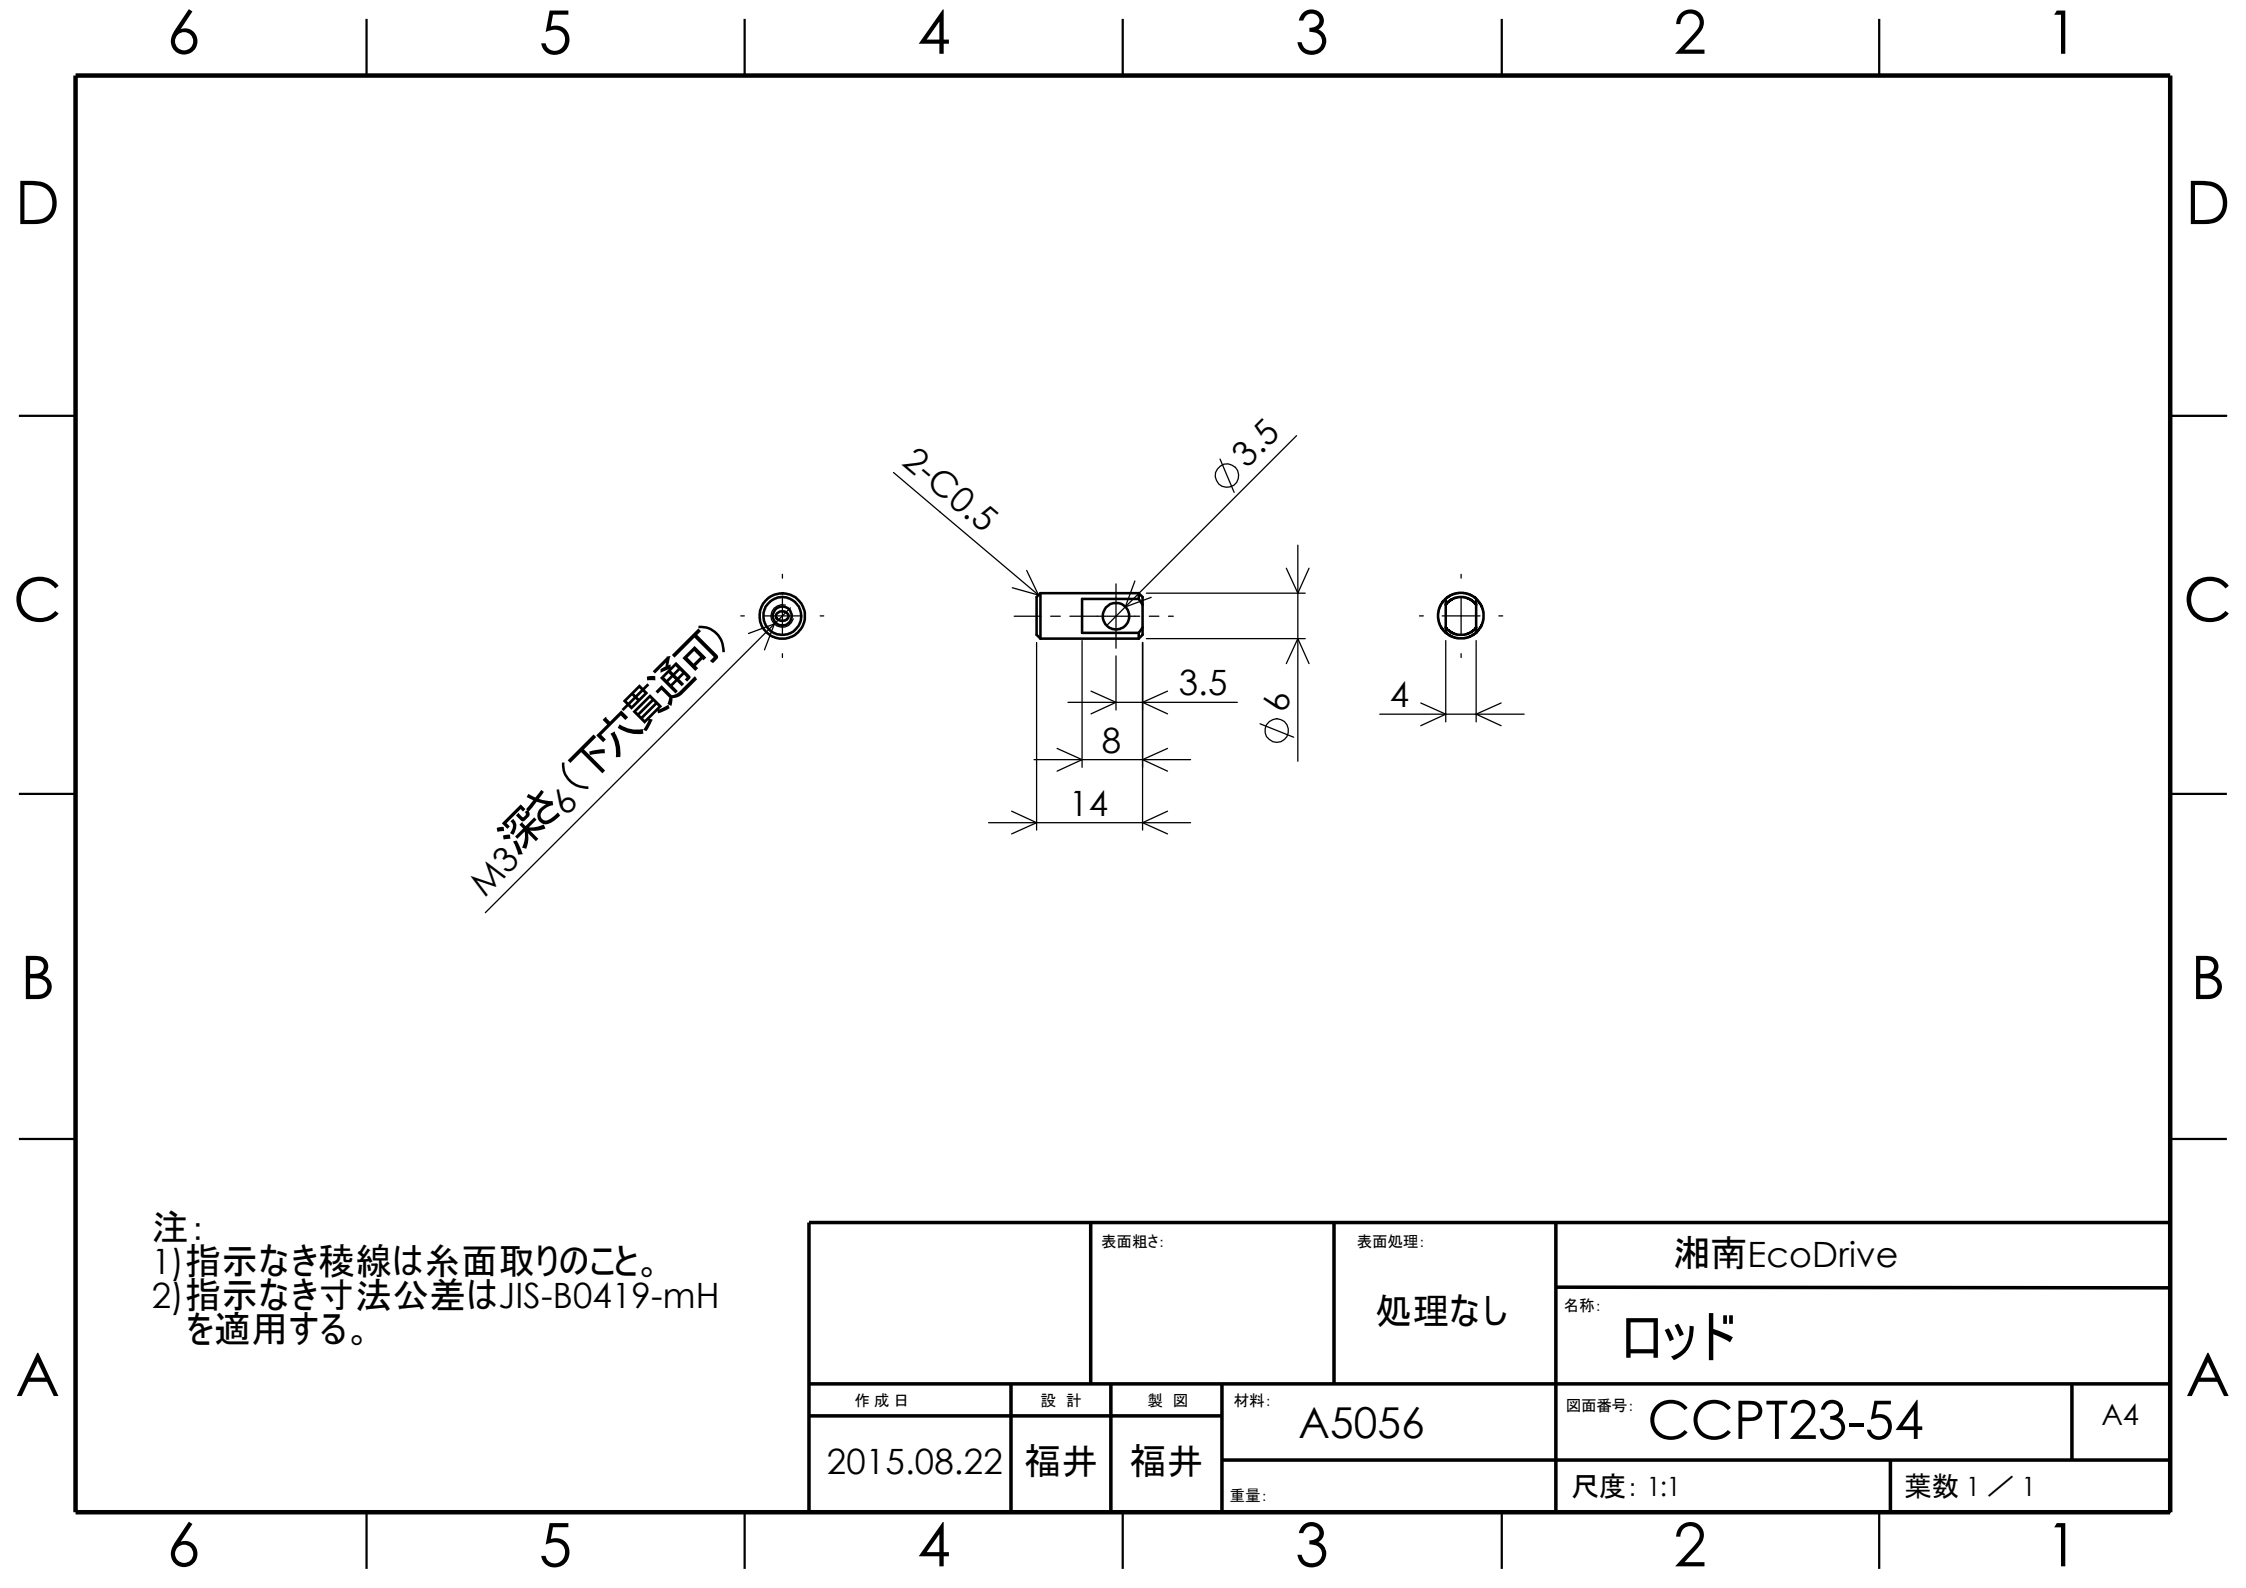 6 5 4 3 2 1
D D
2-C0.5
⌀3.5
C C
M3深さ6(下穴貫通可)
3.5
⌀6
4
8
14
B B
注:
1)指示なき稜線は糸面取りのこと。
2)指示なき寸法公差はJIS-B0419-mH
を適用する。
表面粗さ:
表面処理:
処理なし
湘南EcoDrive
名称:
ロッド
A A
作成日 設計 製図
2015.08.22 福井 福井
材料:
A5056
重量:
図面番号: CCPT23-54
A4
尺度: 1:1
葉数 1 / 1
6 5 4 3 2 1